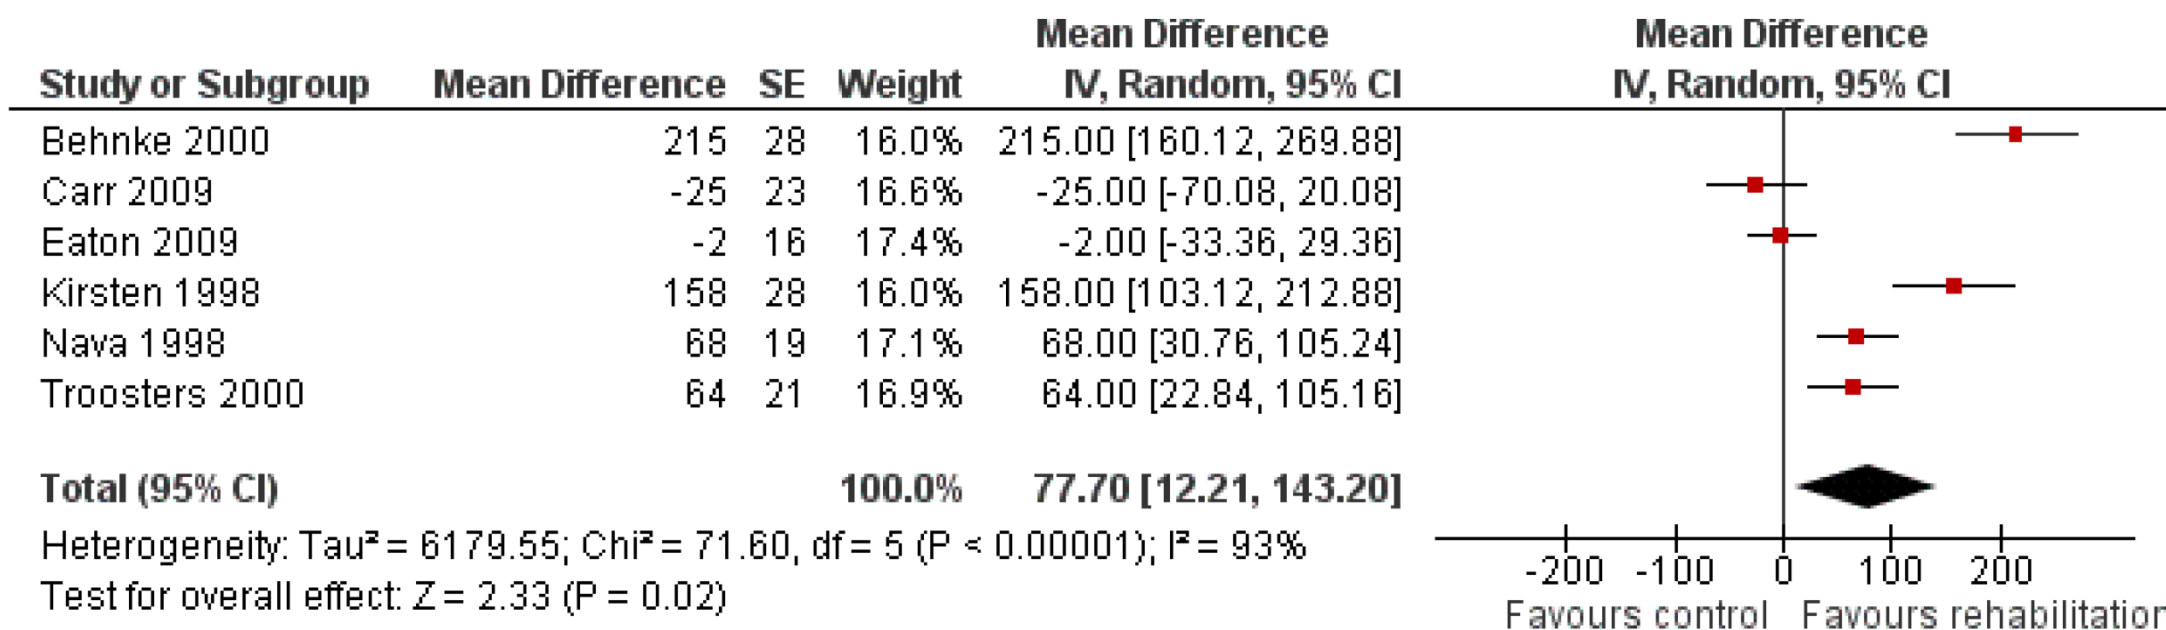 Mean Difference Mean Difference
Study or Subgroup Mean Difference SE Weight IV, Random, 95% CI IV, Random, 95% CI
Behnke 2000 215 28 16.0% 215.00 [160.12, 269.88]
Carr 2009 -25 23 16.6% -25.00 [-70.08, 20.08]
Eaton 2009 -2 16 17.4% -2.00 [-33.36, 29.36]
Kirsten 1998 158 28 16.0% 158.00 [103.12, 212.88]
Nava 1998 68 19 17.1% 68.00 [30.76, 105.24]
Troosters 2000 64 21 16.9% 64.00 [22.84, 105.16]
Total (95% CI) 100.0% 77.70 [12.21, 143.20]
Heterogeneity: Tau² = 6179.55; Chi² = 71.60, df = 5 (P < 0.00001); I² = 93%
Test for overall effect: Z = 2.33 (P = 0.02)
-200 -100 0 100 200
Favours control Favours rehabilitation